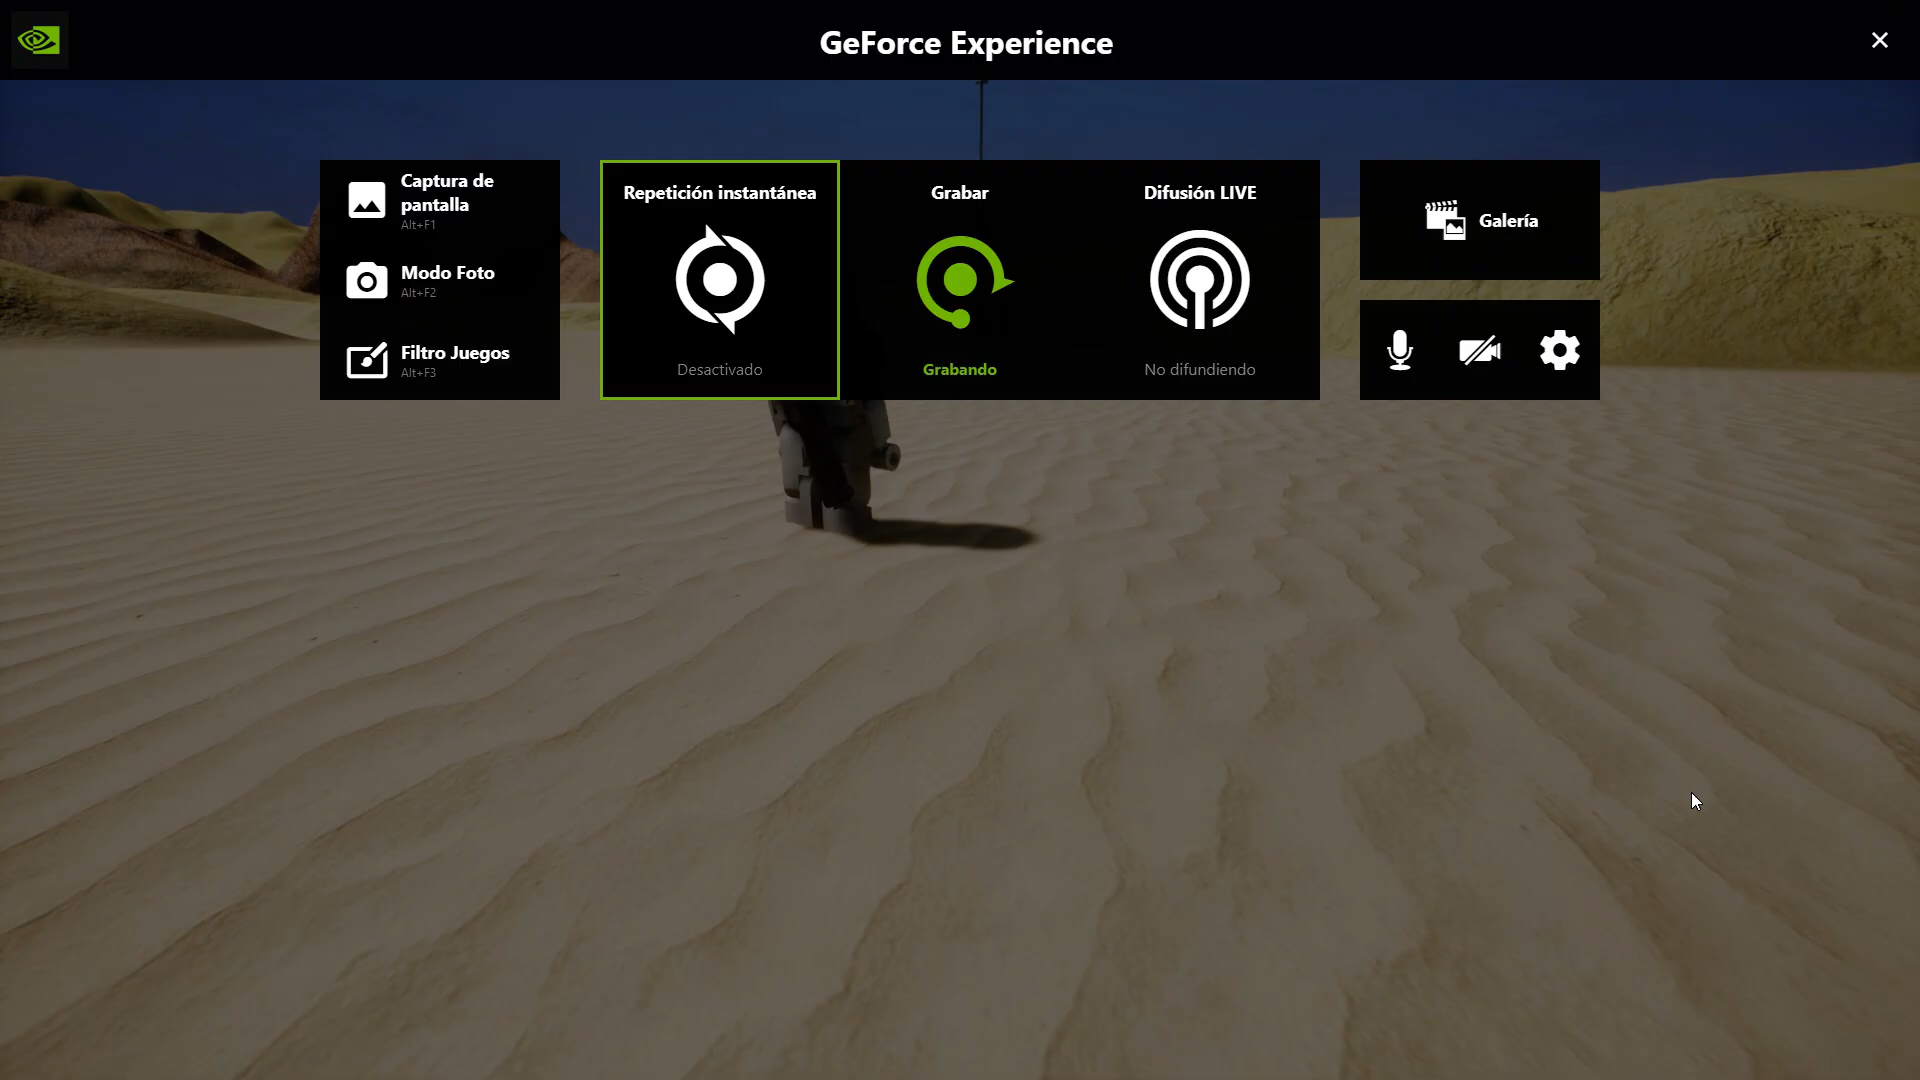 GeForce Experience
Captura de
pantalla
Alt+F1
Modo Foto
Alt+F2
Filtro Juegos
Alt+F3
Repetición instantánea
Desactivado
Grabar
Grabando
Difusión LIVE
No difundiendo
Galería